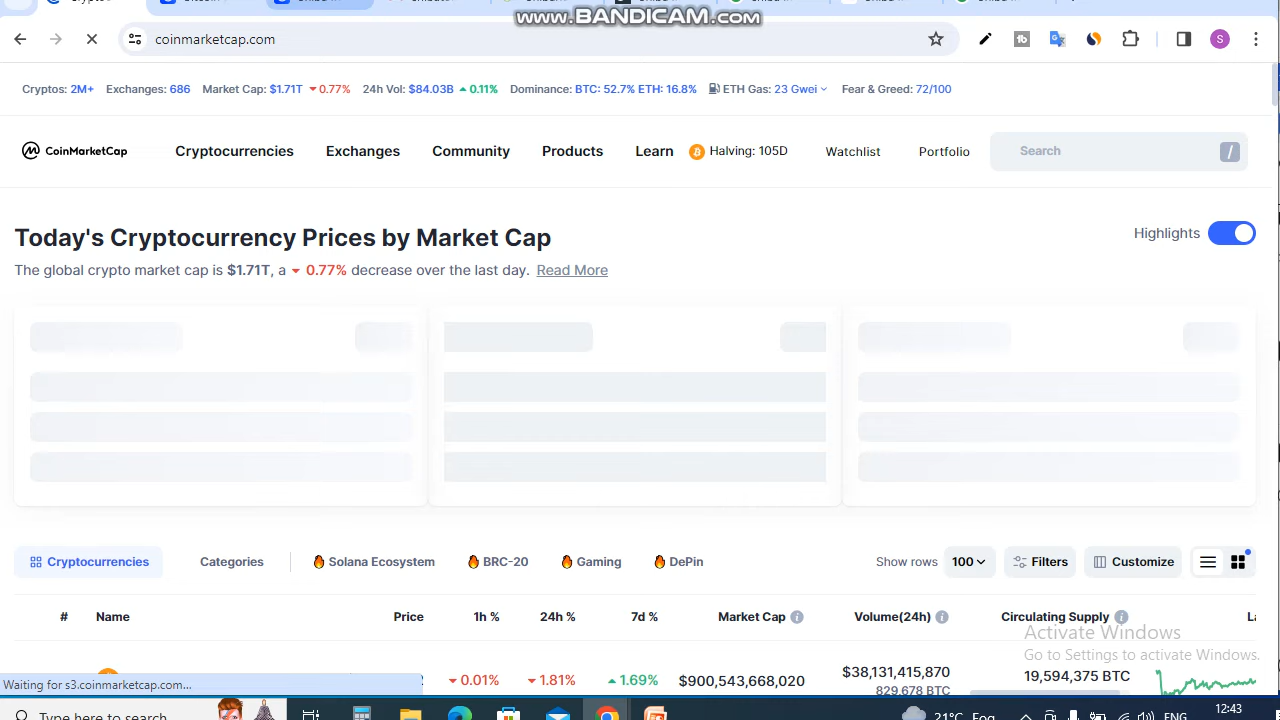 www.BANDICAM.com
coinmarketcap.com
S
Cryptos: 2M+ Exchanges: 686 Market Cap: $1.71T 0.77% 24h Vol: $84.03B 0.11% Dominance: BTC: 52.7% ETH: 16.8% ETH Gas: 23 Gwei Fear & Greed: 72/100
CoinMarketCap Cryptocurrencies Exchanges Community Products Learn Halving: 105D Watchlist Portfolio Search /
Today's Cryptocurrency Prices by Market Cap
Highlights
The global crypto market cap is $1.71T, a 0.77% decrease over the last day. Read More
Cryptocurrencies Categories Solana Ecosystem BRC-20 Gaming DePin Show rows 100 Filters Customize
# Name Price 1h % 24h % 7d % Market Cap Volume(24h) Circulating Supply
Activate Windows
Go to Settings to activate Windows.
0.01% 1.81% 1.69% $900,543,668,020 $38,131,415,870 19,594,375 BTC
829,678 BTC
Waiting for s3.coinmarketcap.com...
Type here to search 21°C Fog ENG 12:43